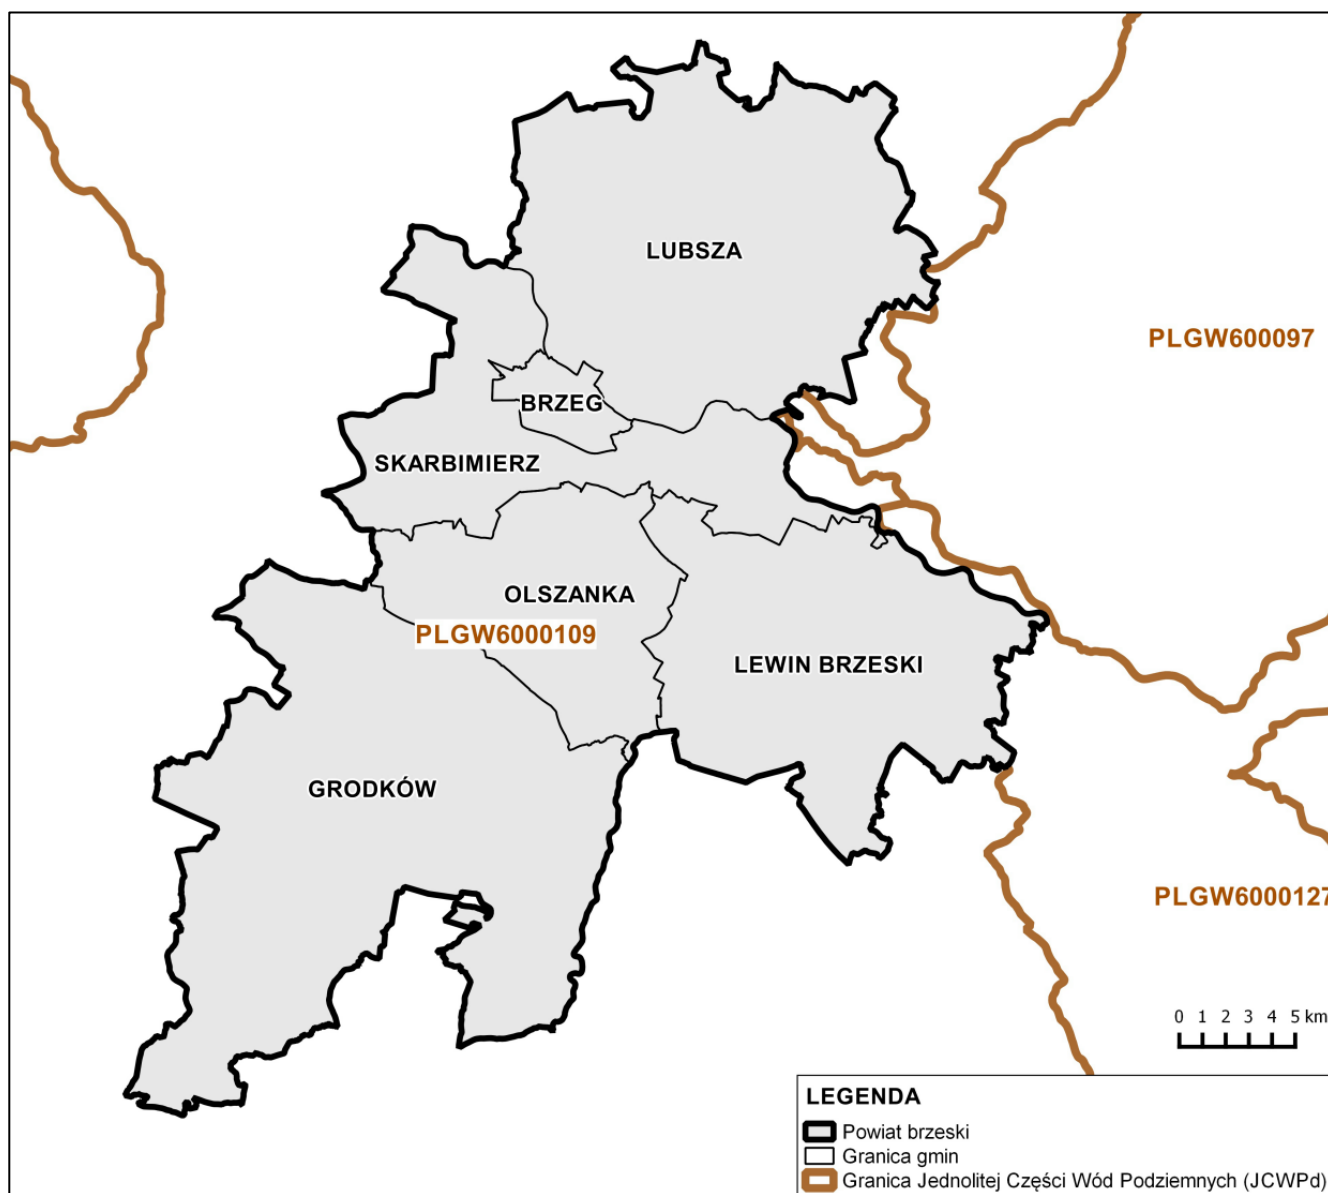 LUBSZA
PLGW600097
BRZEG
SKARBIMIERZ
OLSZANKA
PLGW6000109
LEWIN BRZESKI
GRODKÓW
PLGW6000127
0 1 2 3 4 5 km
LEGENDA
Powiat brzeski
Granica gmin
Granica Jednolitej Części Wód Podziemnych (JCWPd)